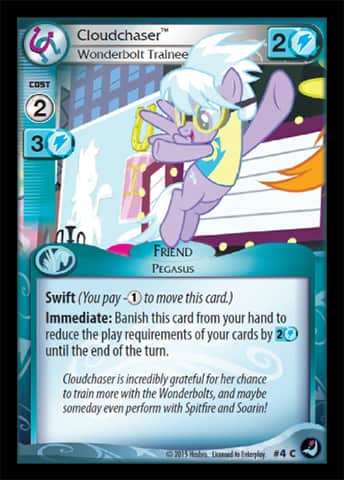 Cloudchaser™
Wonderbolt Trainee
2
COST
2
3
FRIEND
PEGASUS
Swift (You pay -1 to move this card.)
Immediate: Banish this card from your hand to
reduce the play requirements of your cards by 2
until the end of the turn.
Cloudchaser is incredibly grateful for her chance
to train more with the Wonderbolts, and maybe
someday even perform with Spitfire and Soarin!
© 2015 Hasbro. Licensed to Enterplay.
#4 C